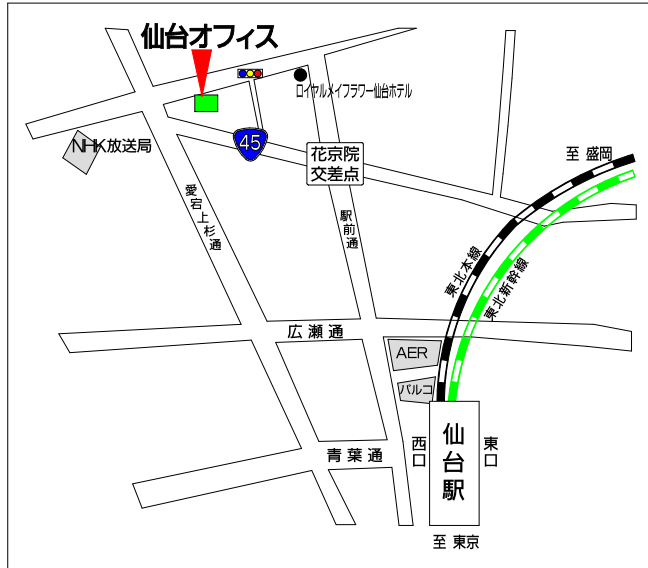 仙台オフィス
ロイヤルメイフラワー仙台ホテル
NHK放送局
45
花京院
交差点
至 盛岡
愛宕上杉通
駅前通
東北本線
東北新幹線
広瀬通
AER
パルコ
西口
仙台駅
東口
青葉通
至 東京